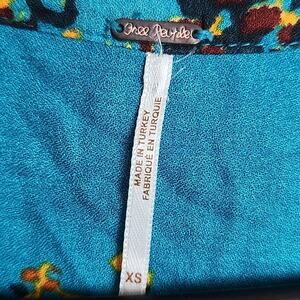 Free People
MADE IN TURKEY
FABRIQUÉ EN TURQUIE
XS